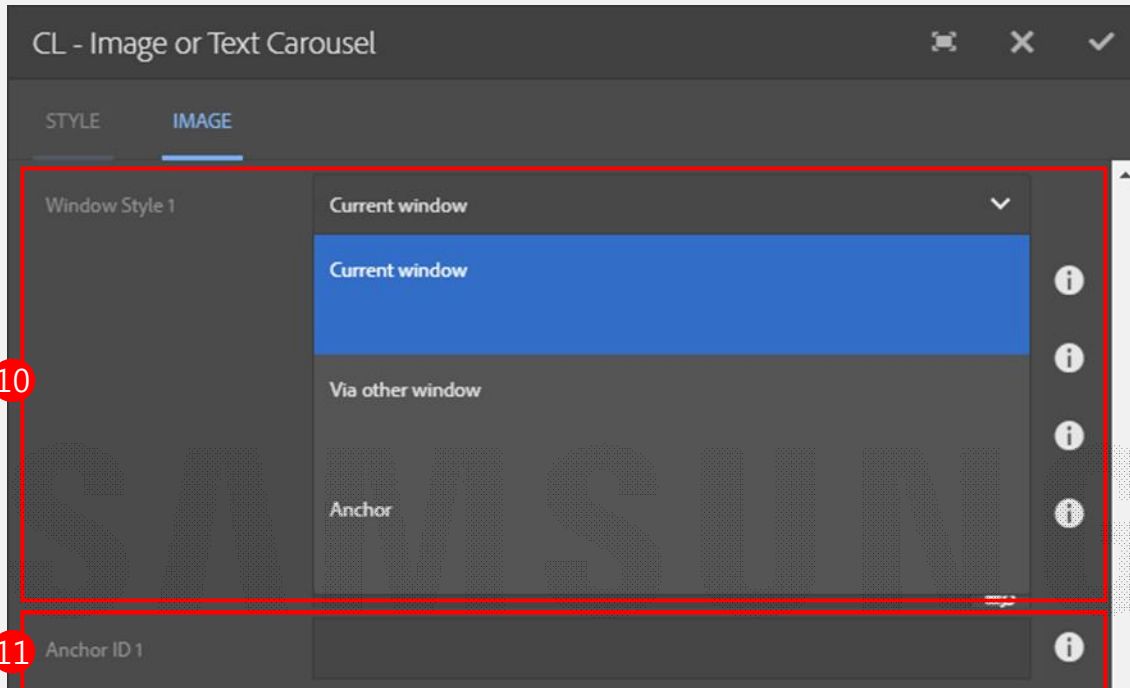 CL - Image or Text Carousel
STYLE IMAGE
Window Style 1 Current window
Current window
10
Via other window
SAMSUNG
Anchor
11
Anchor ID 1